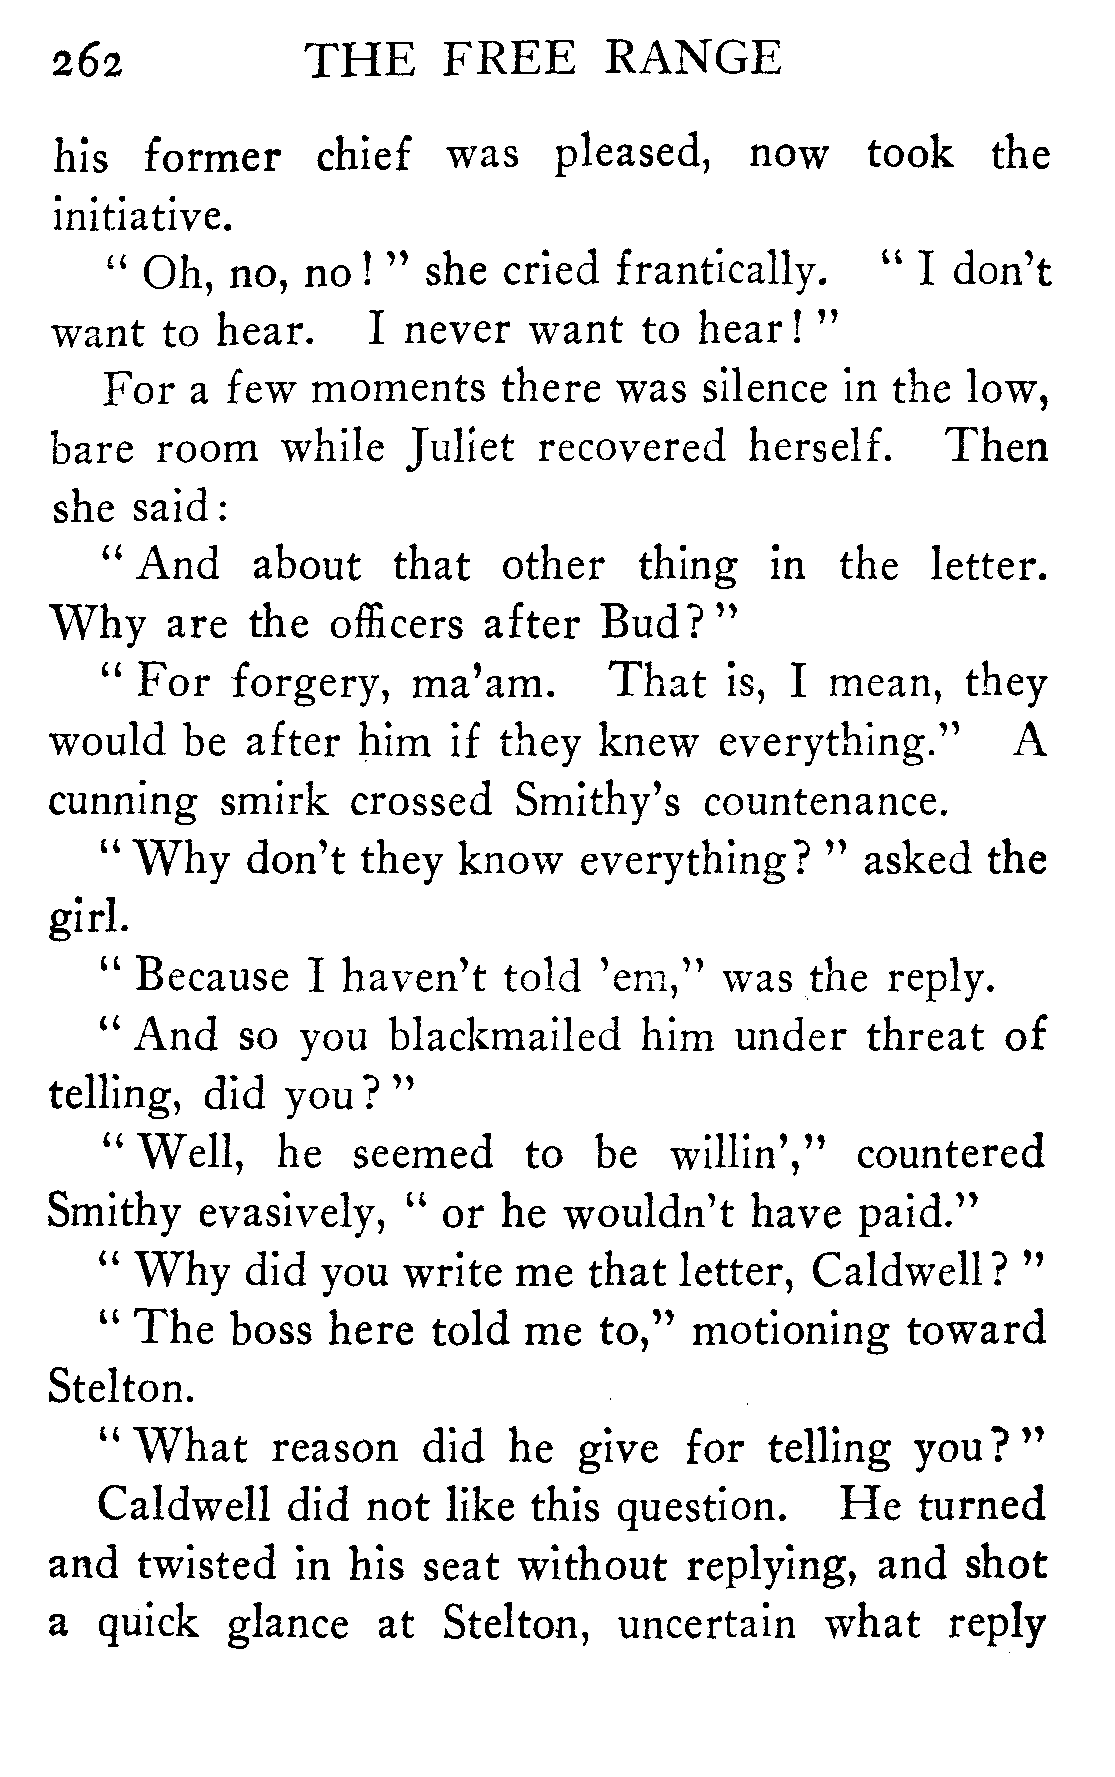 262 THE FREE RANGE
his former chief was pleased, now took the
initiative.
" Oh, no, no! " she cried frantically. " I don't
want to hear. I never want to hear! "
For a few moments there was silence in the low,
bare room while Juliet recovered herself. Then
she said:
" And about that other thing in the letter.
Why are the officers after Bud? "
" For forgery, ma'am. That is, I mean, they
would be after him if they knew everything." A
cunning smirk crossed Smithy's countenance.
" Why don't they know everything? " asked the
girl.
" Because I haven't told 'em," was the reply.
" And so you blackmailed him under threat of
telling, did you? "
" Well, he seemed to be willin'," countered
Smithy evasively, " or he wouldn't have paid."
" Why did you write me that letter, Caldwell? "
" The boss here told me to," motioning toward
Stelton.
" What reason did he give for telling you? "
Caldwell did not like this question. He turned
and twisted in his seat without replying, and shot
a quick glance at Stelton, uncertain what reply